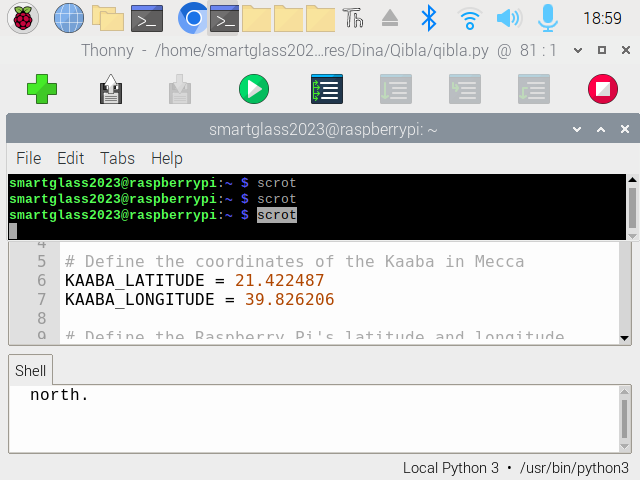 Th
18:59
Thonny - /home/smartglass202...res/Dina/Qibla/qibla.py @ 81 : 1
smartglass2023@raspberrypi: ~
File Edit Tabs Help
smartglass2023@raspberrypi:~ $ scrot
smartglass2023@raspberrypi:~ $ scrot
smartglass2023@raspberrypi:~ $ scrot
4
5 # Define the coordinates of the Kaaba in Mecca
6 KAABA_LATITUDE = 21.422487
7 KAABA_LONGITUDE = 39.826206
8
9 # Define the Raspberry Pi's latitude and longitude
Shell
north.
Local Python 3 • /usr/bin/python3